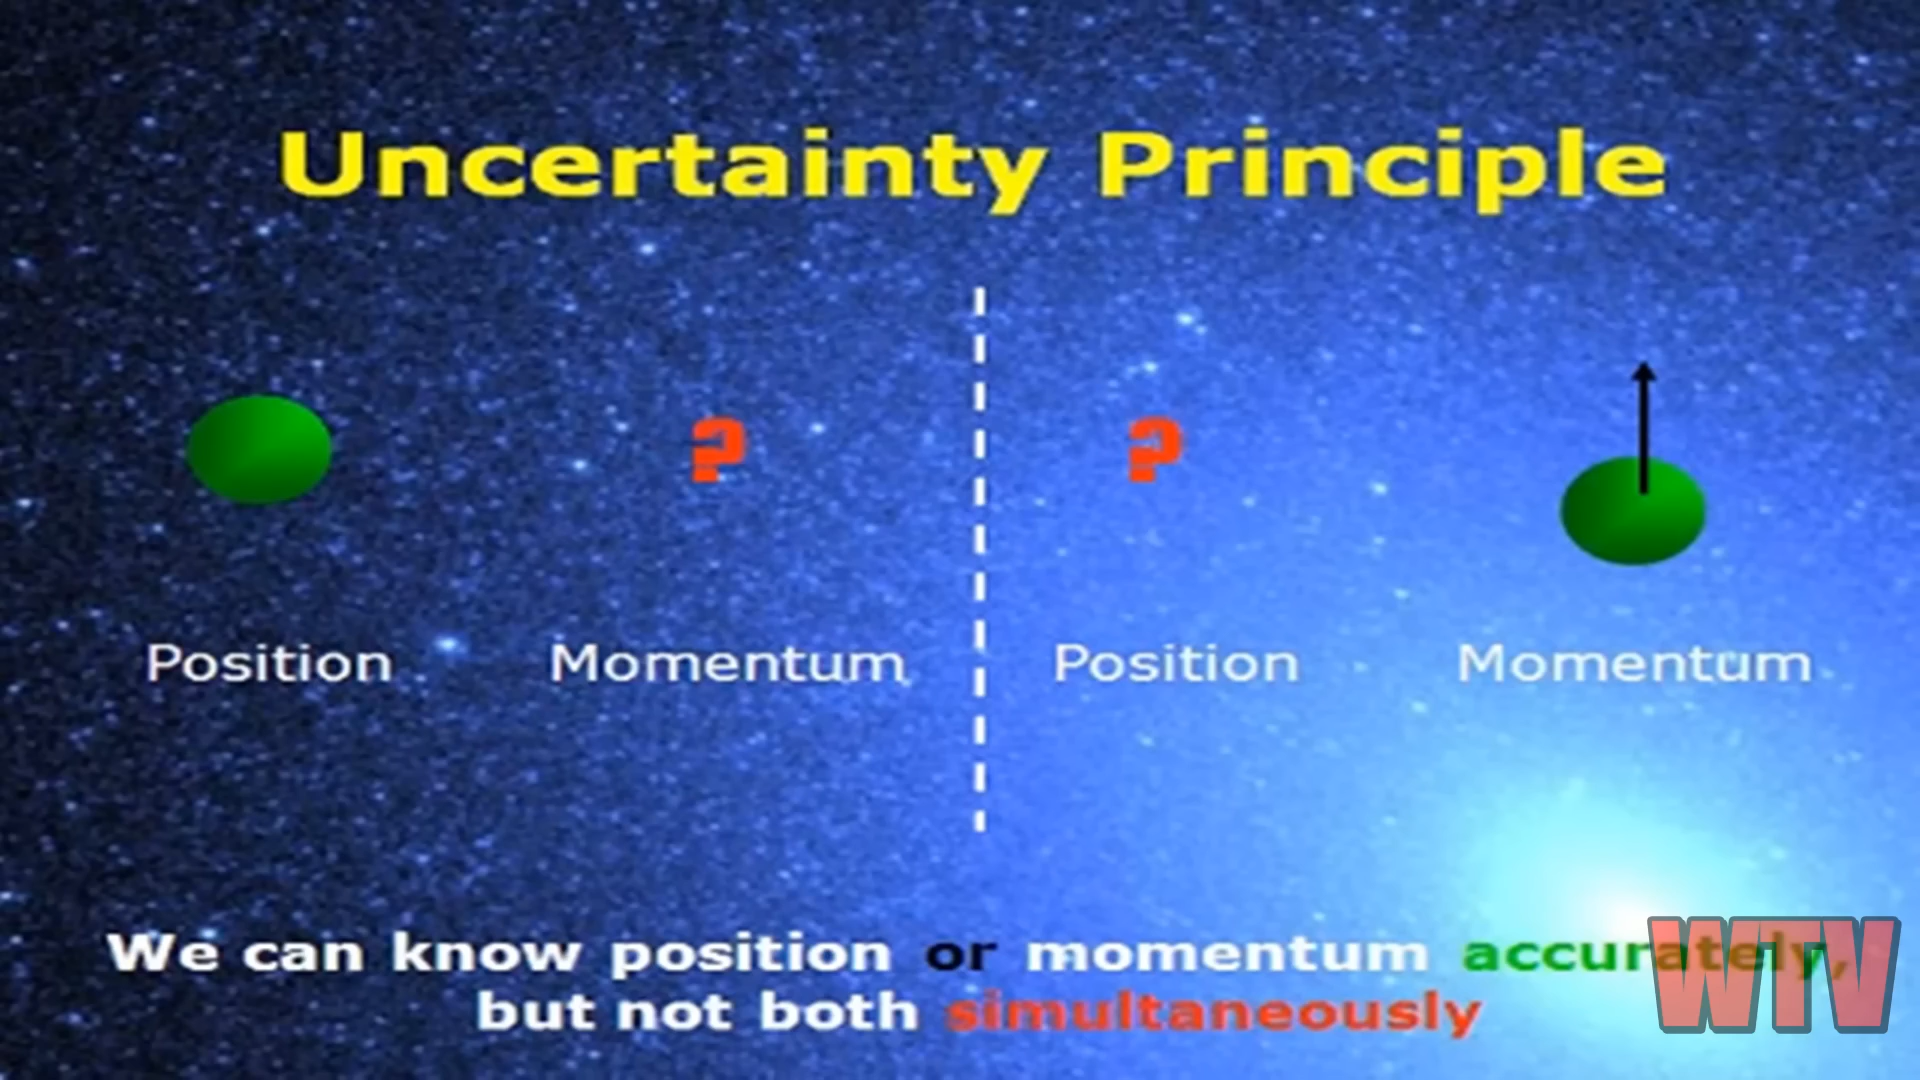 Uncertainty Principle
? ?
Position Momentum Position Momentum
We can know position or momentum accurately,
but not both simultaneously
WTV